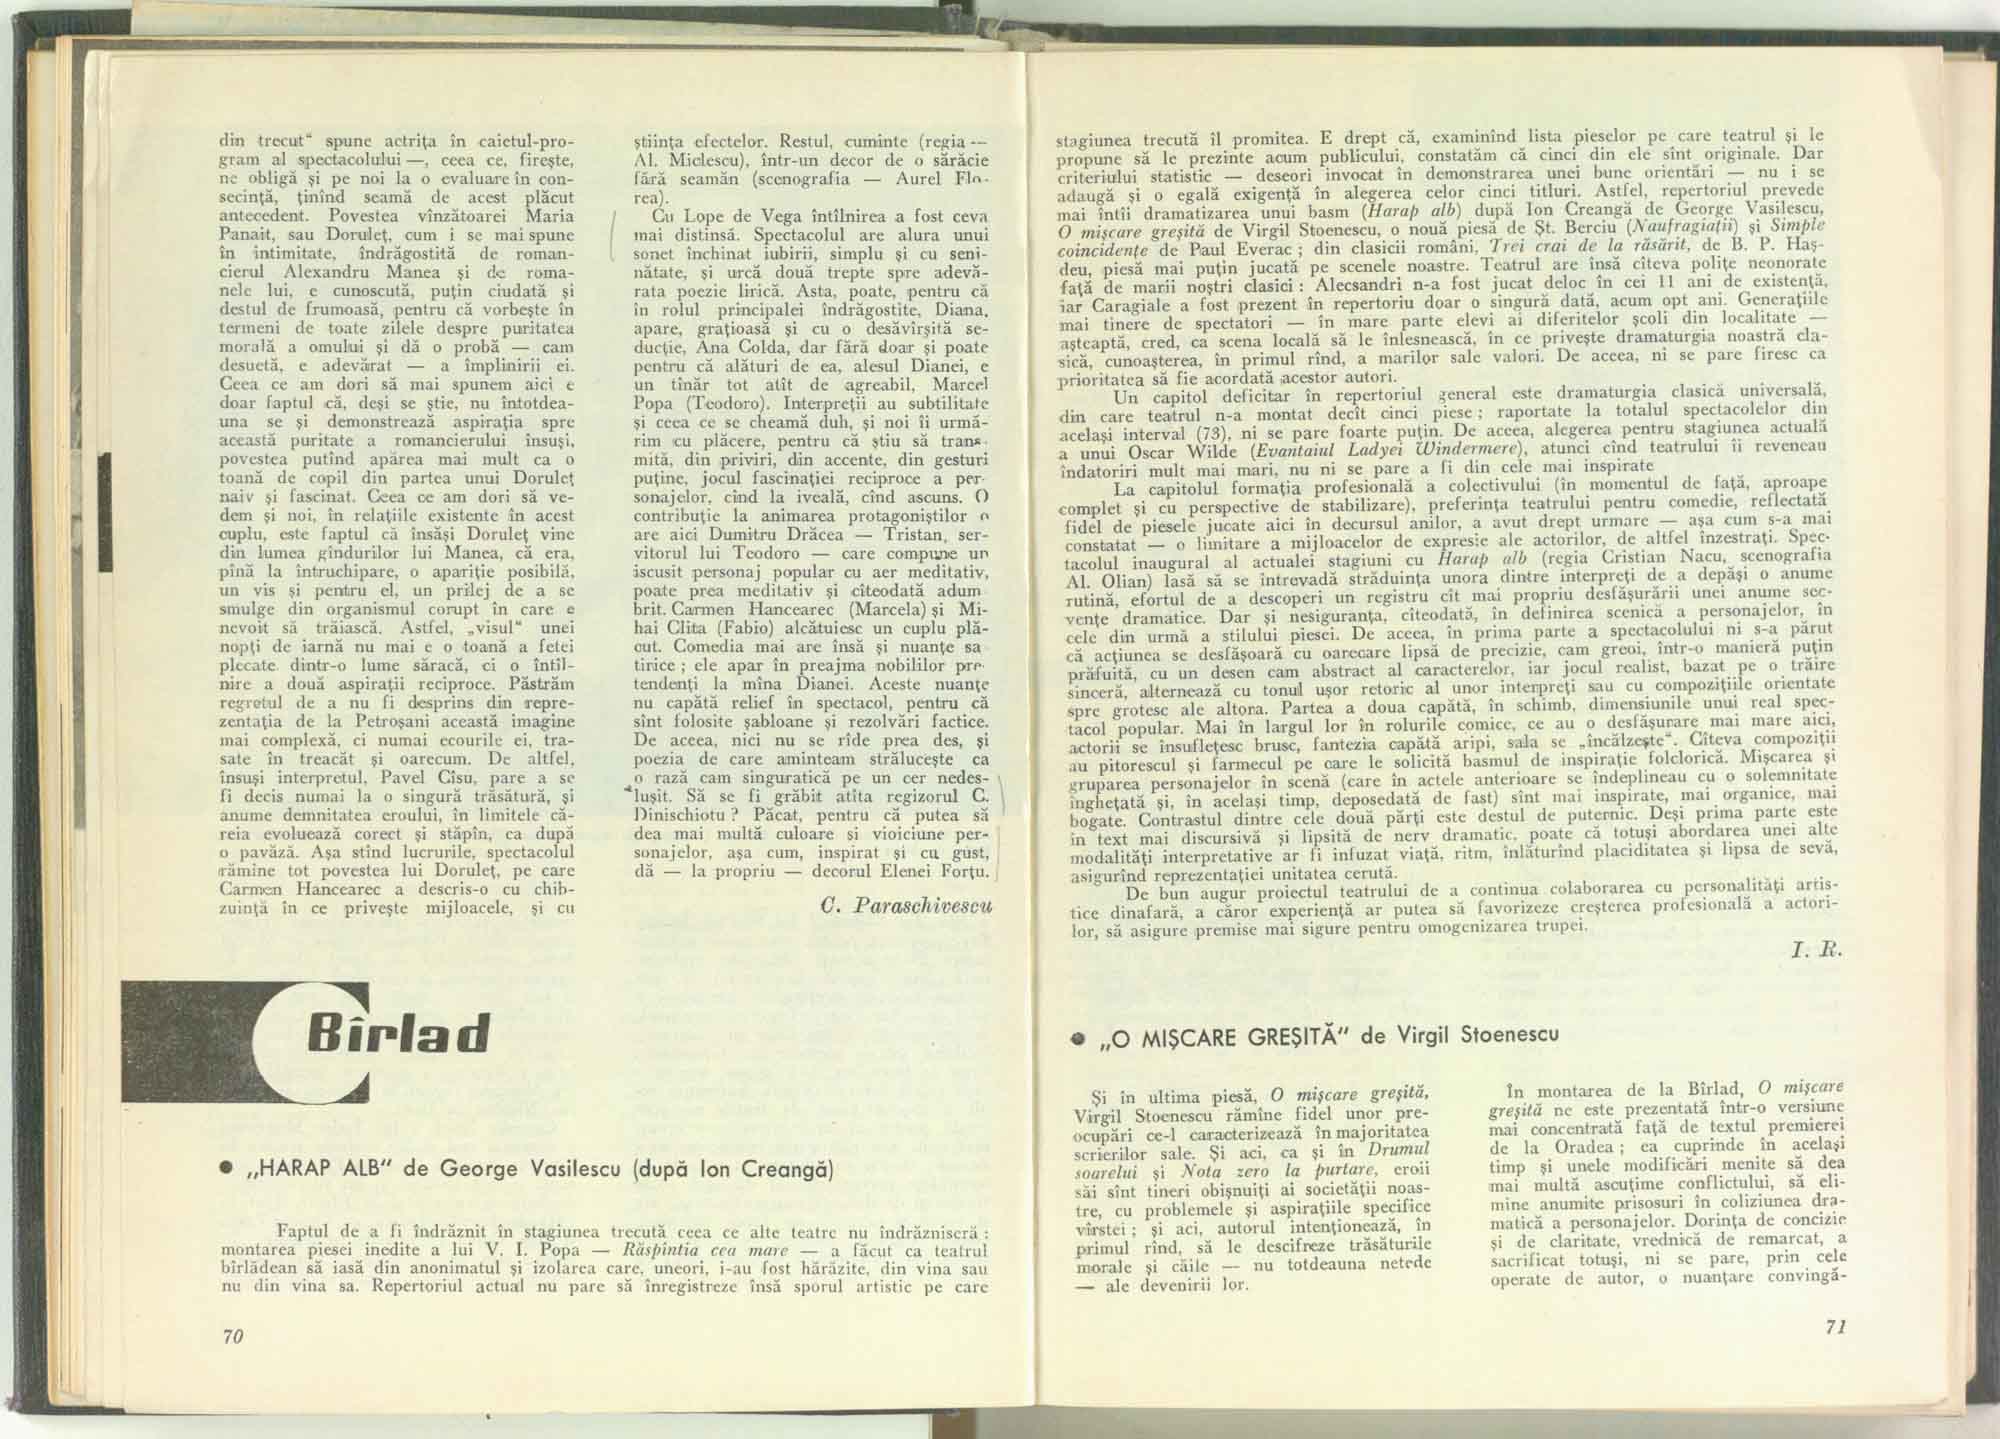 din trecut“ spune actrița în caietul-pro-
gram al spectacolului —, ceea ce, firește,
ne obligă și pe noi la o evaluare în con-
secință, ținînd seamă de acest plăcut
antecedent. Povestea vînzătoarei Maria
Panait, sau Doruleț, cum i se mai spune
în intimitate, îndrăgostită de roman-
cierul Alexandru Manea și de roma-
nele lui, e cunoscută, puțin ciudată și
destul de frumoasă, pentru că vorbește în
termeni de toate zilele despre puritatea
morală a omului și dă o probă — cam
desuetă, e adevărat — a împlinirii ei.
Ceea ce am dori să mai spunem aici e
doar faptul că, deși se știe, nu întotdea-
una se și demonstrează aspirația spre
această puritate a romancierului însuși,
povestea putînd apărea mai mult ca o
toană de copil din partea unui Doruleț
naiv și fascinat. Ceea ce am dori să ve-
dem și noi, în relațiile existente în acest
cuplu, este faptul că însăși Doruleț vine
din lumea gîndurilor lui Manea, că era,
pînă la întruchipare, o apariție posibilă,
un vis și pentru el, un prilej de a se
smulge din organismul corupt în care e
nevoit să trăiască. Astfel, „visul“ unei
nopți de iarnă nu mai e o toană a fetei
plecate dintr-o lume săracă, ci o întîl-
nire a două aspirații reciproce. Păstrăm
regretul de a nu fi desprins din repre-
zentația de la Petroșani această imagine
mai complexă, ci numai ecourile ei, tra-
sate în treacăt și oarecum. De altfel,
însuși interpretul, Pavel Cîsu, pare a se
fi decis numai la o singură trăsătură, și
anume demnitatea eroului, în limitele că-
reia evoluează corect și stăpîn, ca după
o pavăză. Așa stînd lucrurile, spectacolul
rămîne tot povestea lui Doruleț, pe care
Carmen Hancearec a descris-o cu chib-
zuință în ce privește mijloacele, și cu
știința efectelor. Restul, cuminte (regia —
Al. Miclescu), într-un decor de o sărăcie
fără seamăn (scenografia — Aurel Flo-
rea).
Cu Lope de Vega întîlnirea a fost ceva
mai distinsă. Spectacolul are alura unui
sonet închinat iubirii, simplu și cu seni-
nătate, și urcă două trepte spre adevă-
rata poezie lirică. Asta, poate, pentru că
în rolul principalei îndrăgostite, Diana,
apare, grațioasă și cu o desăvîrșită se-
ducție, Ana Colda, dar fără doar și poate
pentru că alături de ea, alesul Dianei, e
un tînăr tot atît de agreabil, Marcel
Popa (Teodoro). Interpreții au subtilitate
și ceea ce se cheamă duh, și noi îi urmă-
rim cu plăcere, pentru că știu să trans-
mită, din priviri, din accente, din gesturi
puține, jocul fascinației reciproce a per-
sonajelor, cînd la iveală, cînd ascuns. O
contribuție la animarea protagoniștilor o
are aici Dumitru Drăcea — Tristan, ser-
vitorul lui Teodoro — care compune un
iscusit personaj popular cu aer meditativ,
poate prea meditativ și cîteodată adum-
brit. Carmen Hancearec (Marcela) și Mi-
hai Clita (Fabio) alcătuiesc un cuplu plă-
cut. Comedia mai are însă și nuanțe sa-
tirice ; ele apar în preajma nobililor pre-
tendenți la mîna Dianei. Aceste nuanțe
nu capătă relief în spectacol, pentru că
sînt folosite șabloane și rezolvări factice.
De aceea, nici nu se rîde prea des, și
poezia de care aminteam strălucește ca
o rază cam singuratică pe un cer nedes-
lușit. Să se fi grăbit atîta regizorul C.
Dinischiotu ? Păcat, pentru că putea să
dea mai multă culoare și vioiciune per-
sonajelor, așa cum, inspirat și cu gust,
dă — la propriu — decorul Elenei Forțu.
C. Paraschivescu
Bîrlad
● „HARAP ALB“ de George Vasilescu (după Ion Creangă)
Faptul de a fi îndrăznit în stagiunea trecută ceea ce alte teatre nu îndrăzniseră :
montarea piesei inedite a lui V. I. Popa — Răspîntia cea mare — a făcut ca teatrul
bîrlădean să iasă din anonimatul și izolarea care, uneori, i-au fost hărăzite, din vina sau
nu din vina sa. Repertoriul actual nu pare să înregistreze însă sporul artistic pe care
70
stagiunea trecută îl promitea. E drept că, examinînd lista pieselor pe care teatrul și le
propune să le prezinte acum publicului, constatăm că cinci din ele sînt originale. Dar
criteriului statistic — deseori invocat în demonstrarea unei bune orientări — nu i se
adaugă și o egală exigență în alegerea celor cinci titluri. Astfel, repertoriul prevede
mai întîi dramatizarea unui basm (Harap alb) după Ion Creangă de George Vasilescu,
O mișcare greșită de Virgil Stoenescu, o nouă piesă de Șt. Berciu (Naufragiații) și Simple
coincidențe de Paul Everac ; din clasicii români, Trei crai de la răsărit, de B. P. Haș-
deu, piesă mai puțin jucată pe scenele noastre. Teatrul are însă cîteva polițe neonorate
față de marii noștri clasici : Alecsandri n-a fost jucat deloc în cei 11 ani de existență,
iar Caragiale a fost prezent în repertoriu doar o singură dată, acum opt ani. Generațiile
mai tinere de spectatori — în mare parte elevi ai diferitelor școli din localitate —
așteaptă, cred, ca scena locală să le înlesnească, în ce privește dramaturgia noastră cla-
sică, cunoașterea, în primul rînd, a marilor sale valori. De aceea, ni se pare firesc ca
prioritatea să fie acordată acestor autori.
Un capitol deficitar în repertoriul general este dramaturgia clasică universală,
din care teatrul n-a montat decît cinci piese ; raportate la totalul spectacolelor din
același interval (73), ni se pare foarte puțin. De aceea, alegerea pentru stagiunea actuală
a unui Oscar Wilde (Evantaiul Ladyei Windermere), atunci cînd teatrului îi reveneau
îndatoriri mult mai mari, nu ni se pare a fi din cele mai inspirate
La capitolul formația profesională a colectivului (în momentul de față, aproape
complet și cu perspective de stabilizare), preferința teatrului pentru comedie, reflectată
fidel de piesele jucate aici în decursul anilor, a avut drept urmare — așa cum s-a mai
constatat — o limitare a mijloacelor de expresie ale actorilor, de altfel înzestrați. Spec-
tacolul inaugural al actualei stagiuni cu Harap alb (regia Cristian Nacu, scenografia
Al. Olian) lasă să se întrevadă străduința unora dintre interpreți de a depăși o anume
rutină, efortul de a descoperi un registru cît mai propriu desfășurării unei anume sec-
vențe dramatice. Dar și nesiguranța, cîteodată, în definirea scenică a personajelor, în
cele din urmă a stilului piesei. De aceea, în prima parte a spectacolului ni s-a părut
că acțiunea se desfășoară cu oarecare lipsă de precizie, cam greoi, într-o manieră puțin
prăfuită, cu un desen cam abstract al caracterelor, iar jocul realist, bazat pe o trăire
sinceră, alternează cu tonul ușor retoric al unor interpreți sau cu compozițiile orientate
spre grotesc ale altora. Partea a doua capătă, în schimb, dimensiunile unui real spec-
tacol popular. Mai în largul lor în rolurile comice, ce au o desfășurare mai mare aici,
actorii se însuflețesc brusc, fantezia capătă aripi, sala se „încălzește“. Cîteva compoziții
au pitorescul și farmecul pe care le solicită basmul de inspirație folclorică. Mișcarea și
gruparea personajelor în scenă (care în actele anterioare se îndeplineau cu o solemnitate
înghețată și, în același timp, deposedată de fast) sînt mai inspirate, mai organice, mai
bogate. Contrastul dintre cele două părți este destul de puternic. Deși prima parte este
în text mai discursivă și lipsită de nerv dramatic, poate că totuși abordarea unei alte
modalități interpretative ar fi infuzat viață, ritm, înlăturînd placiditatea și lipsa de sevă,
asigurînd reprezentației unitatea cerută.
De bun augur proiectul teatrului de a continua colaborarea cu personalități artis-
tice dinafară, a căror experiență ar putea să favorizeze creșterea profesională a actori-
lor, să asigure premise mai sigure pentru omogenizarea trupei.
I. R.
● „O MIȘCARE GREȘITĂ“ de Virgil Stoenescu
Și în ultima piesă, O mișcare greșită,
Virgil Stoenescu rămîne fidel unor pre-
ocupări ce-l caracterizează în majoritatea
scrierilor sale. Și aci, ca și în Drumul
soarelui și Nota zero la purtare, eroii
săi sînt tineri obișnuiți ai societății noas-
tre, cu problemele și aspirațiile specifice
vîrstei ; și aci, autorul intenționează, în
primul rînd, să le descifreze trăsăturile
morale și căile — nu totdeauna netede
— ale devenirii lor.
În montarea de la Bîrlad, O mișcare
greșită ne este prezentată într-o versiune
mai concentrată față de textul premierei
de la Oradea ; ea cuprinde în același
timp și unele modificări menite să dea
mai multă ascuțime conflictului, să eli-
mine anumite prisosuri în coliziunea dra-
matică a personajelor. Dorința de concizie
și de claritate, vrednică de remarcat, a
sacrificat totuși, ni se pare, prin cele
operate de autor, o nuanțare convingă-
71